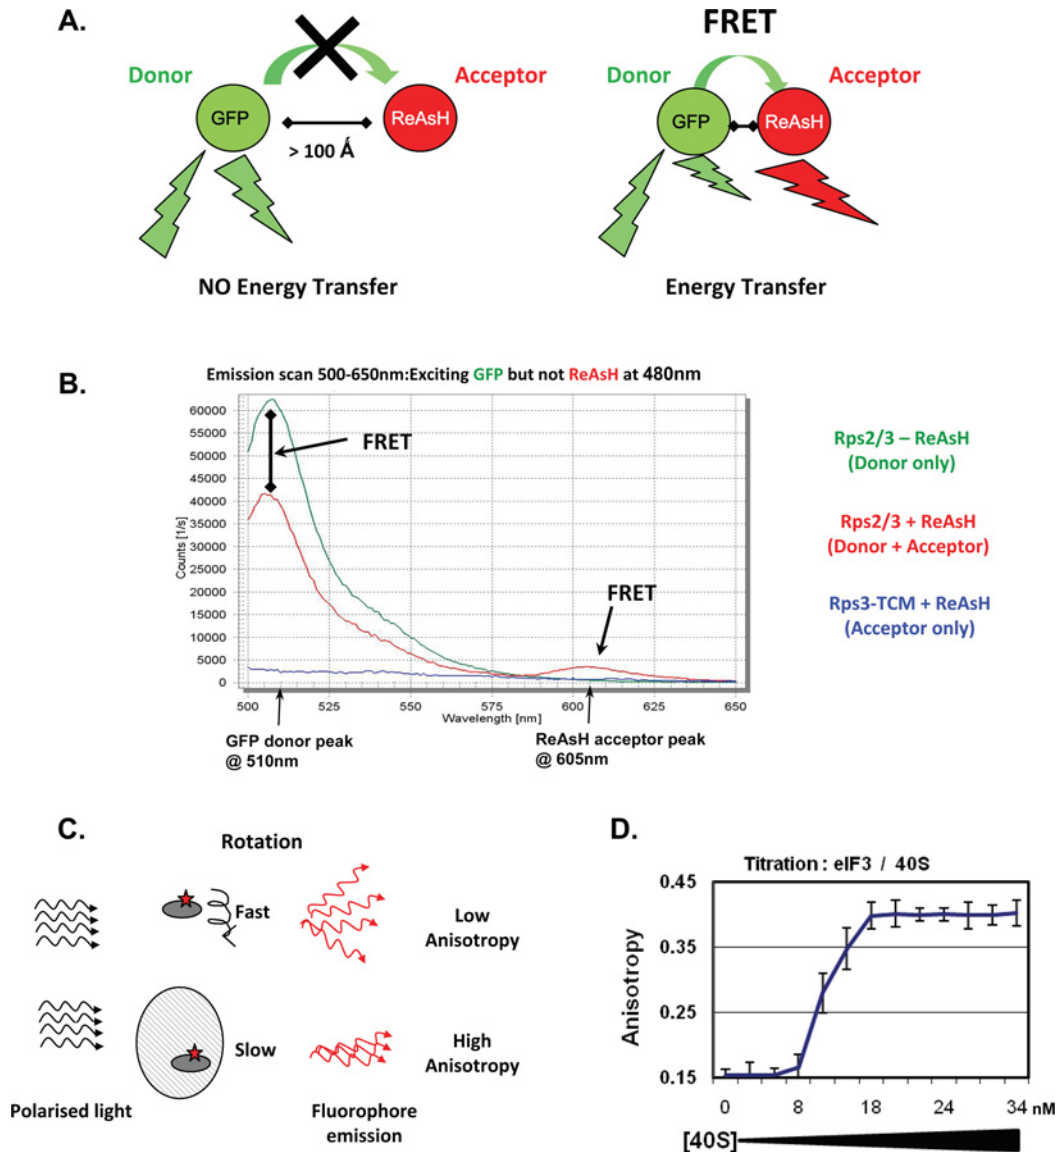 A.
FRET
Donor
Acceptor
GFP
ReAsH
> 100 Å
NO Energy Transfer
Donor
Acceptor
GFP
ReAsH
Energy Transfer
B.
Emission scan 500-650nm:Exciting GFP but not ReAsH at 480nm
60000
55000
50000
45000
40000
35000
30000
25000
20000
15000
10000
5000
0
Counts [1/s]
FRET
FRET
500
525
550
575
600
625
650
Wavelength [nm]
GFP donor peak
@ 510nm
ReAsH acceptor peak
@ 605nm
Rps2/3 – ReAsH
(Donor only)
Rps2/3 + ReAsH
(Donor + Acceptor)
Rps3-TCM + ReAsH
(Acceptor only)
C.
Rotation
Fast
Low
Anisotropy
Slow
High
Anisotropy
Polarised light
Fluorophore
emission
D.
Titration : eIF3 / 40S
0.45
0.35
0.25
0.15
Anisotropy
0
8
18
24
34 nM
[40S]